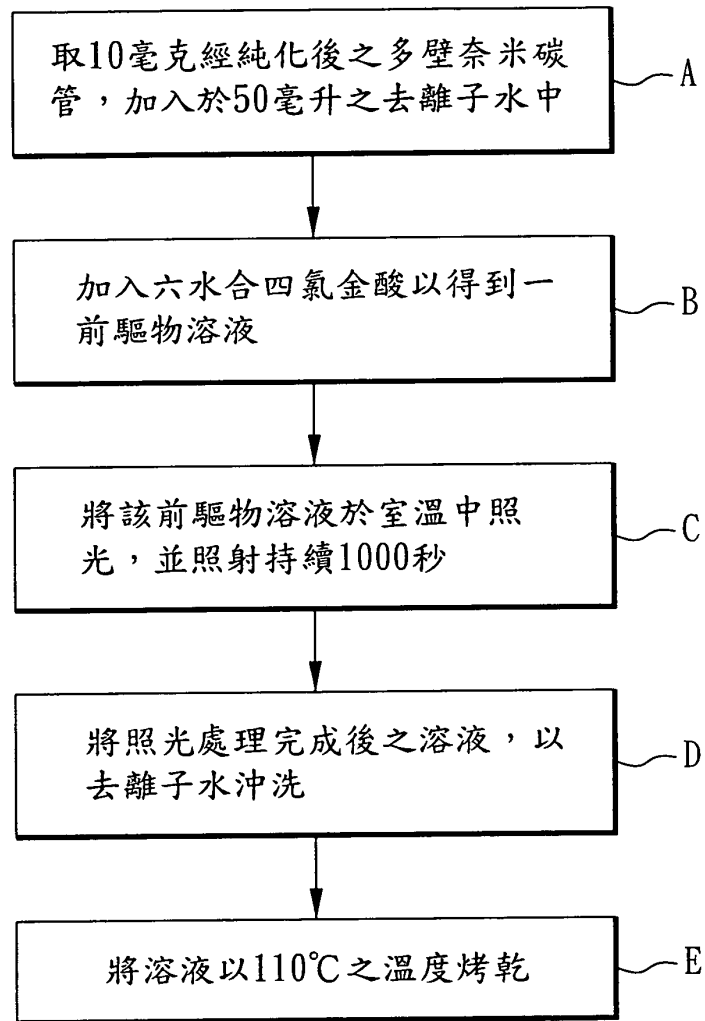 取10毫克經純化後之多壁奈米碳
管，加入於50毫升之去離子水中
A
加入六水合四氯金酸以得到一
前驅物溶液
B
將該前驅物溶液於室溫中照
光，並照射持續1000秒
C
將照光處理完成後之溶液，以
去離子水沖洗
D
將溶液以110℃之溫度烤乾
E